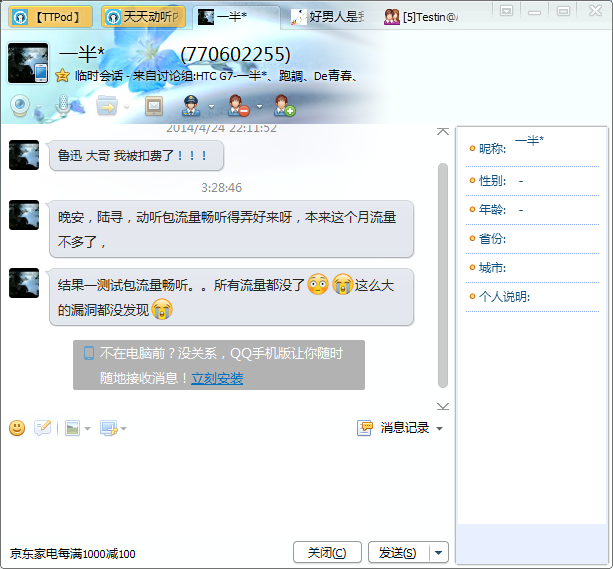 【TTPod】
天天动听P
一半*
好男人是我
[5]Testin@A
一半* (770602255)
临时会话 - 来自讨论组:HTC G7-一半*、跑調、De青春、
2014/4/24 22:11:52
鲁迅 大哥 我被扣费了！！！
3:28:46
晚安，陆寻，动听包流量畅听得弄好来呀，本来这个月流量
不多了，
结果一测试包流量畅听。。所有流量都没了😳😭这么大
的漏洞都没发现😭
不在电脑前？没关系，QQ手机版让你随时
随地接收消息！立刻安装
消息记录
京东家电每满1000减100
关闭(C)
发送(S)
昵称: 一半*
性别: -
年龄: -
省份:
城市:
个人说明: